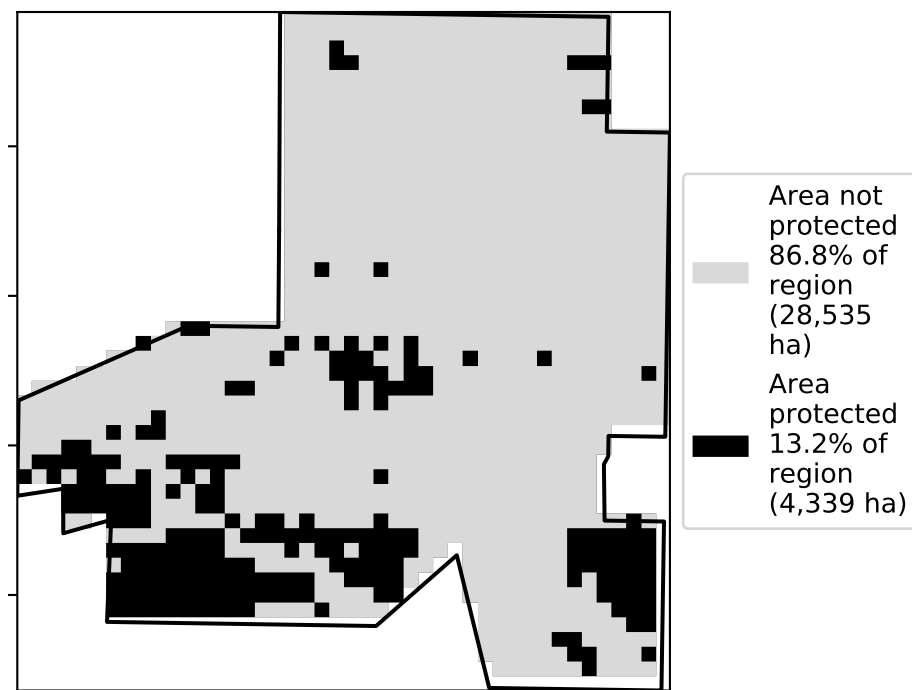 Area not
protected
86.8% of
region
(28,535
ha)
Area
protected
13.2% of
region
(4,339 ha)